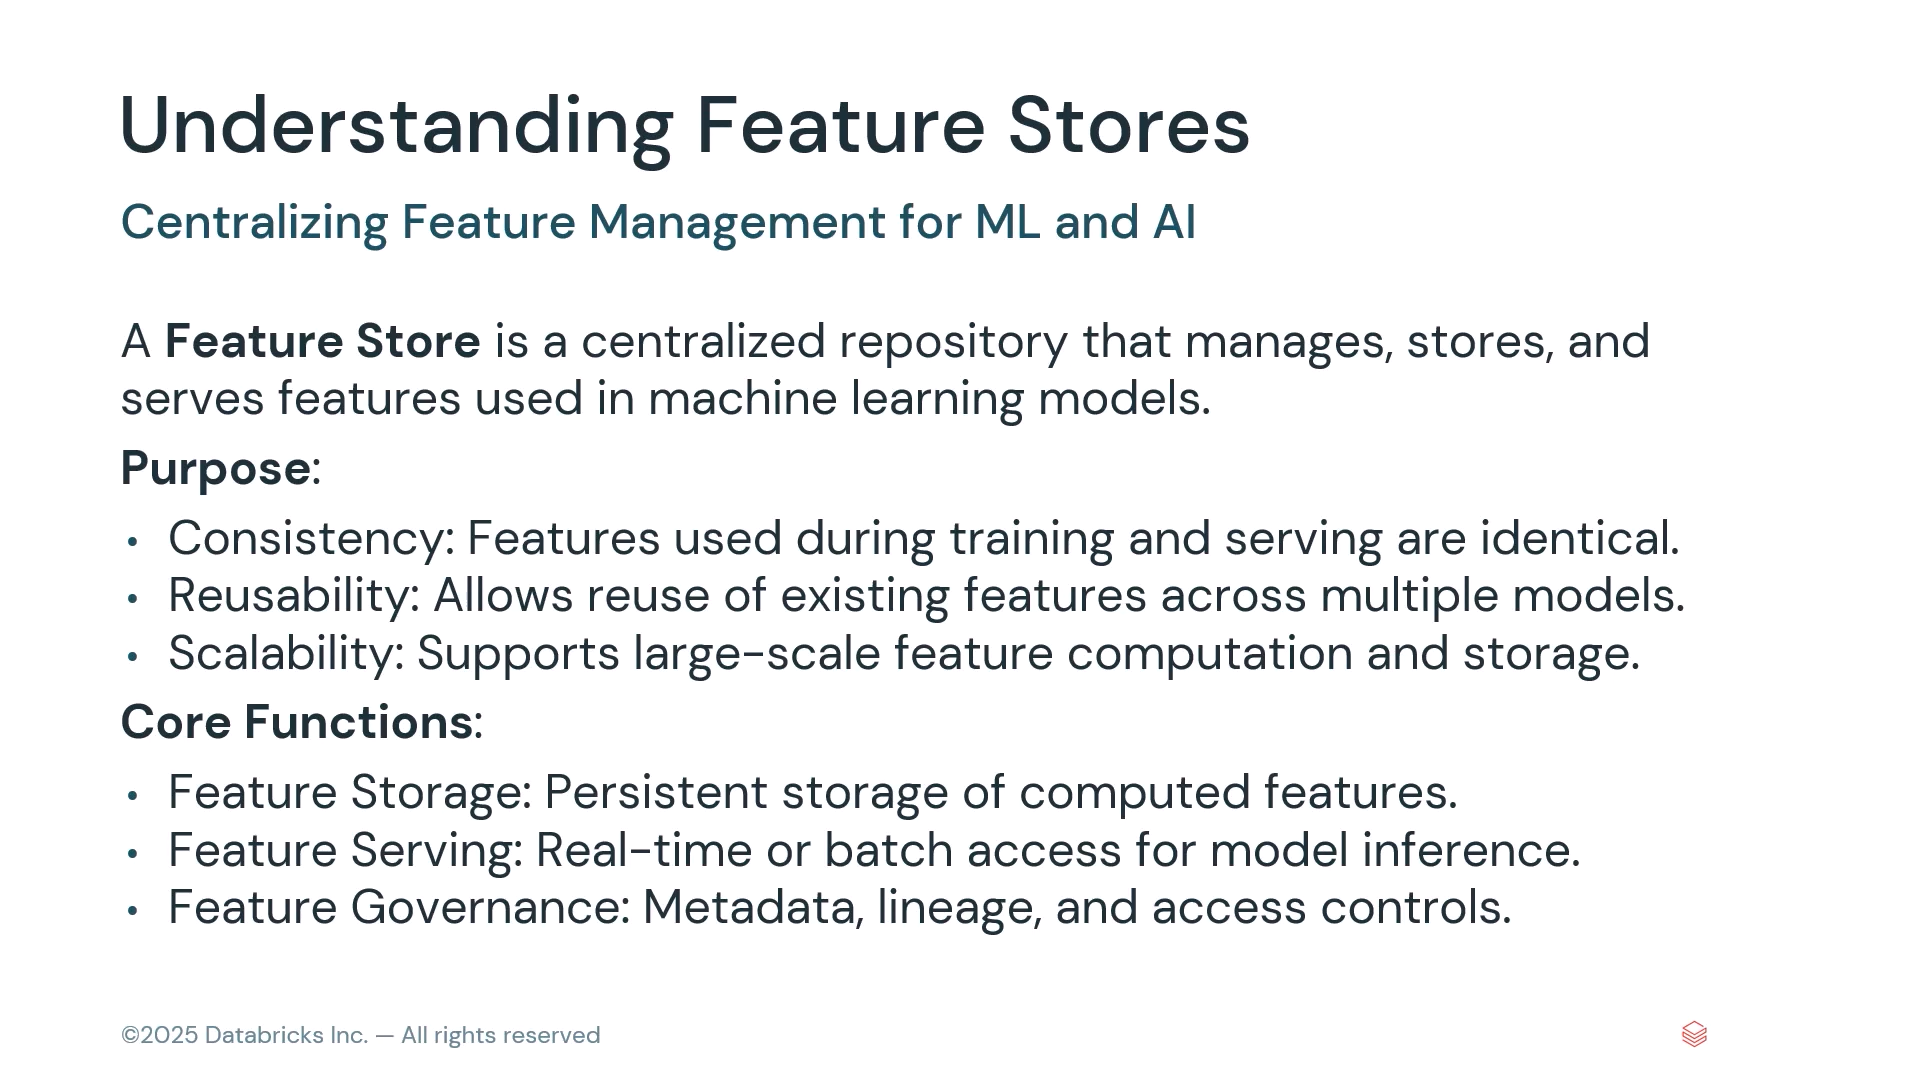 Understanding Feature Stores
Centralizing Feature Management for ML and AI
A Feature Store is a centralized repository that manages, stores, and
serves features used in machine learning models.
Purpose:
• Consistency: Features used during training and serving are identical.
• Reusability: Allows reuse of existing features across multiple models.
• Scalability: Supports large-scale feature computation and storage.
Core Functions:
• Feature Storage: Persistent storage of computed features.
• Feature Serving: Real-time or batch access for model inference.
• Feature Governance: Metadata, lineage, and access controls.
©2025 Databricks Inc. — All rights reserved